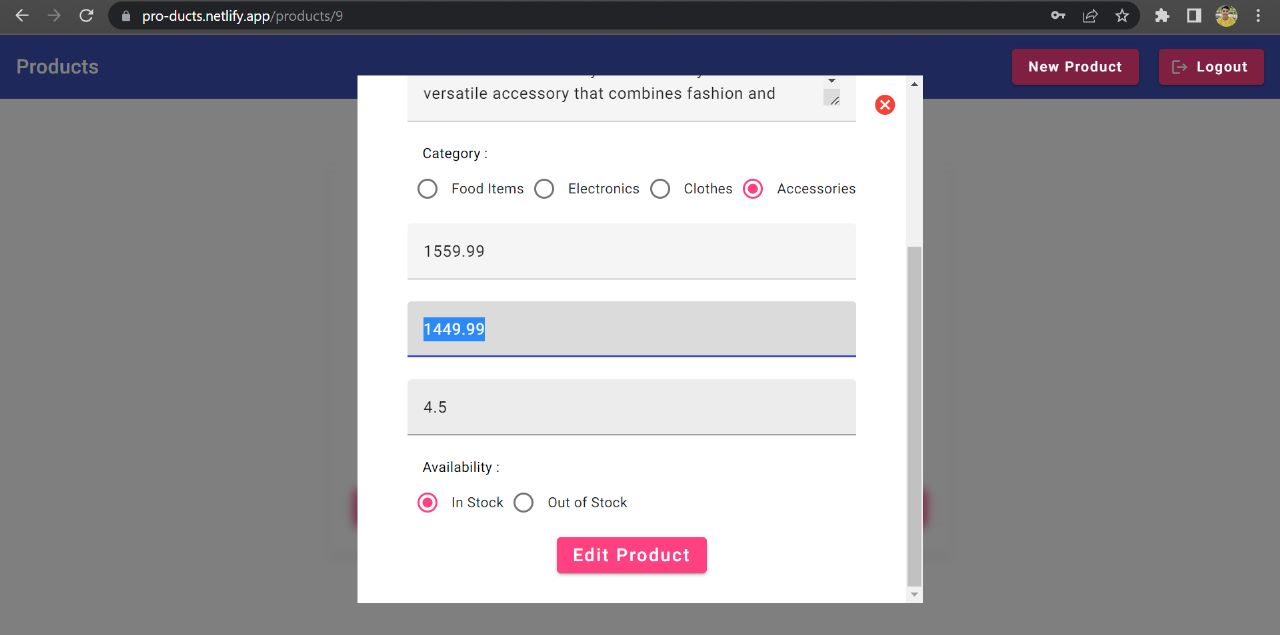 pro-ducts.netlify.app/products/9
Products
New Product
Logout
versatile accessory that combines fashion and
Category :
Food Items Electronics Clothes Accessories
1559.99
1449.99
4.5
Availability :
In Stock Out of Stock
Edit Product